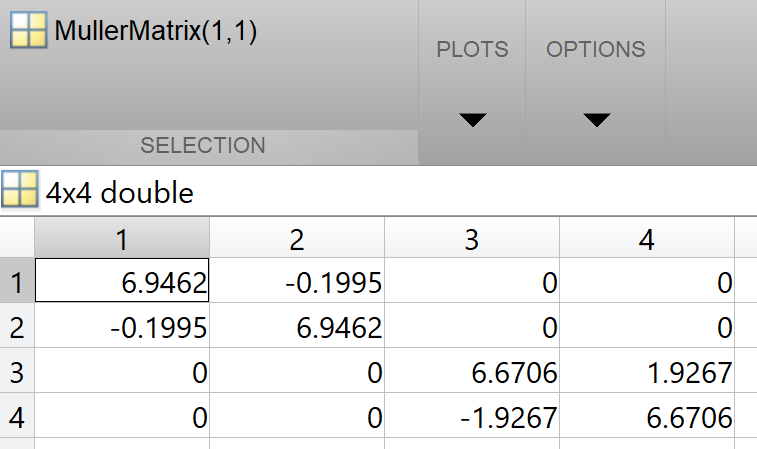 MullerMatrix(1,1)
PLOTS OPTIONS
SELECTION
4x4 double
1 2 3 4
1 6.9462 -0.1995 0 0
2 -0.1995 6.9462 0 0
3 0 0 6.6706 1.9267
4 0 0 -1.9267 6.6706